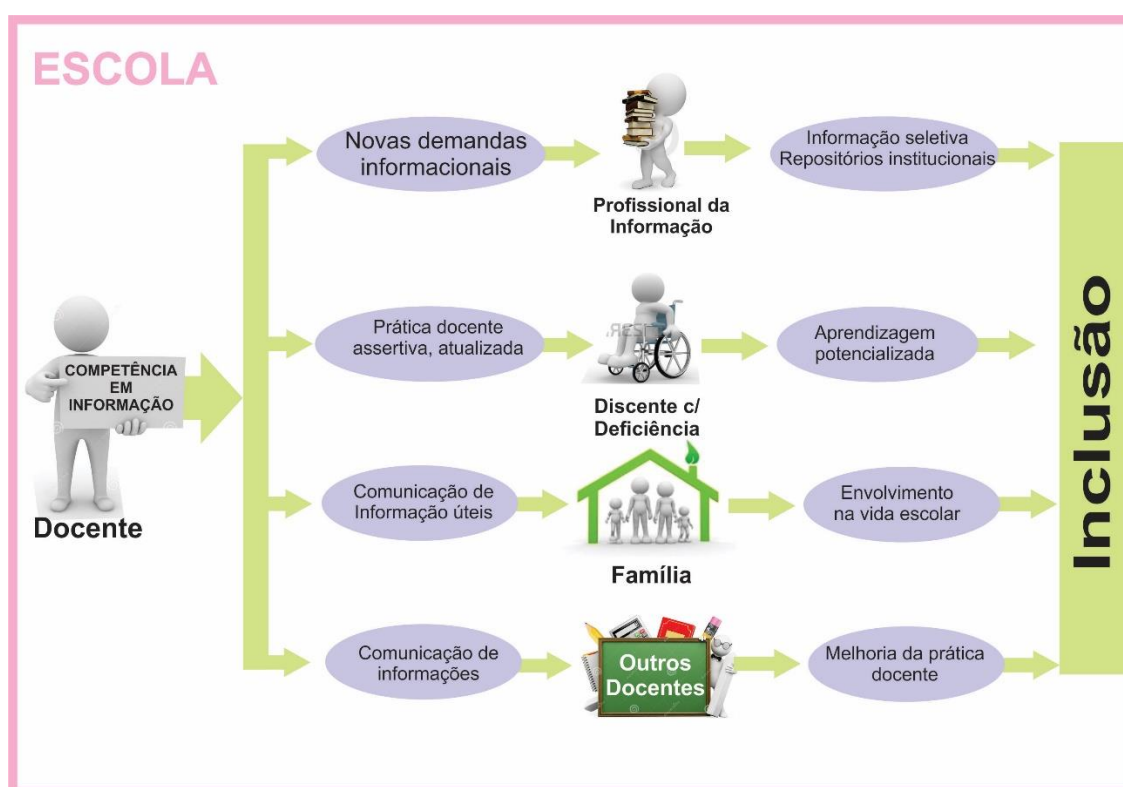 ESCOLA
Novas demandas
informacionais
Profissional da
Informação
Informação seletiva
Repositórios institucionais
COMPETÊNCIA
EM
INFORMAÇÃO
Docente
Prática docente
assertiva, atualizada
Discente c/
Deficiência
Aprendizagem
potencializada
Comunicação de
Informação úteis
Família
Envolvimento
na vida escolar
Comunicação de
informações
Outros
Docentes
Melhoria da prática
docente
Inclusão